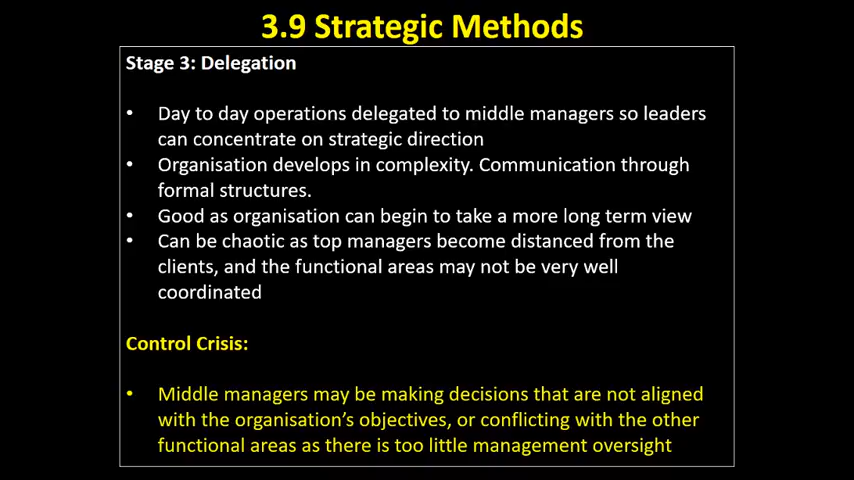 3.9 Strategic Methods
Stage 3: Delegation
• Day to day operations delegated to middle managers so leaders
can concentrate on strategic direction
• Organisation develops in complexity. Communication through
formal structures.
• Good as organisation can begin to take a more long term view
• Can be chaotic as top managers become distanced from the
clients, and the functional areas may not be very well
coordinated
Control Crisis:
• Middle managers may be making decisions that are not aligned
with the organisation’s objectives, or conflicting with the other
functional areas as there is too little management oversight